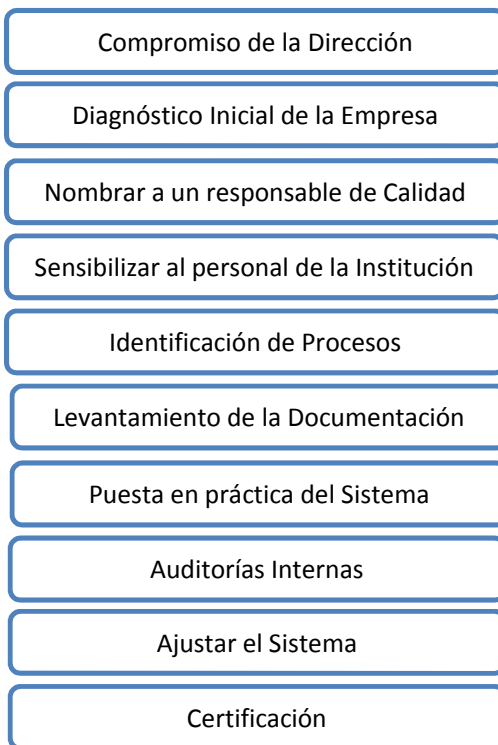 Compromiso de la Dirección
Diagnóstico Inicial de la Empresa
Nombrar a un responsable de Calidad
Sensibilizar al personal de la Institución
Identificación de Procesos
Levantamiento de la Documentación
Puesta en práctica del Sistema
Auditorías Internas
Ajustar el Sistema
Certificación